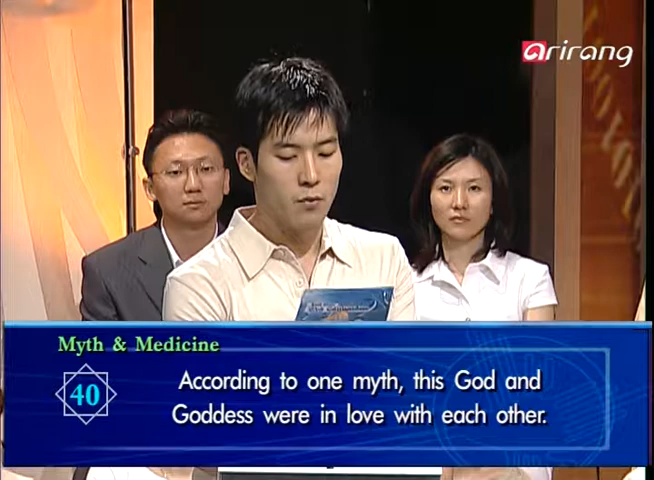 arirang
Myth & Medicine
40
According to one myth, this God and
Goddess were in love with each other.